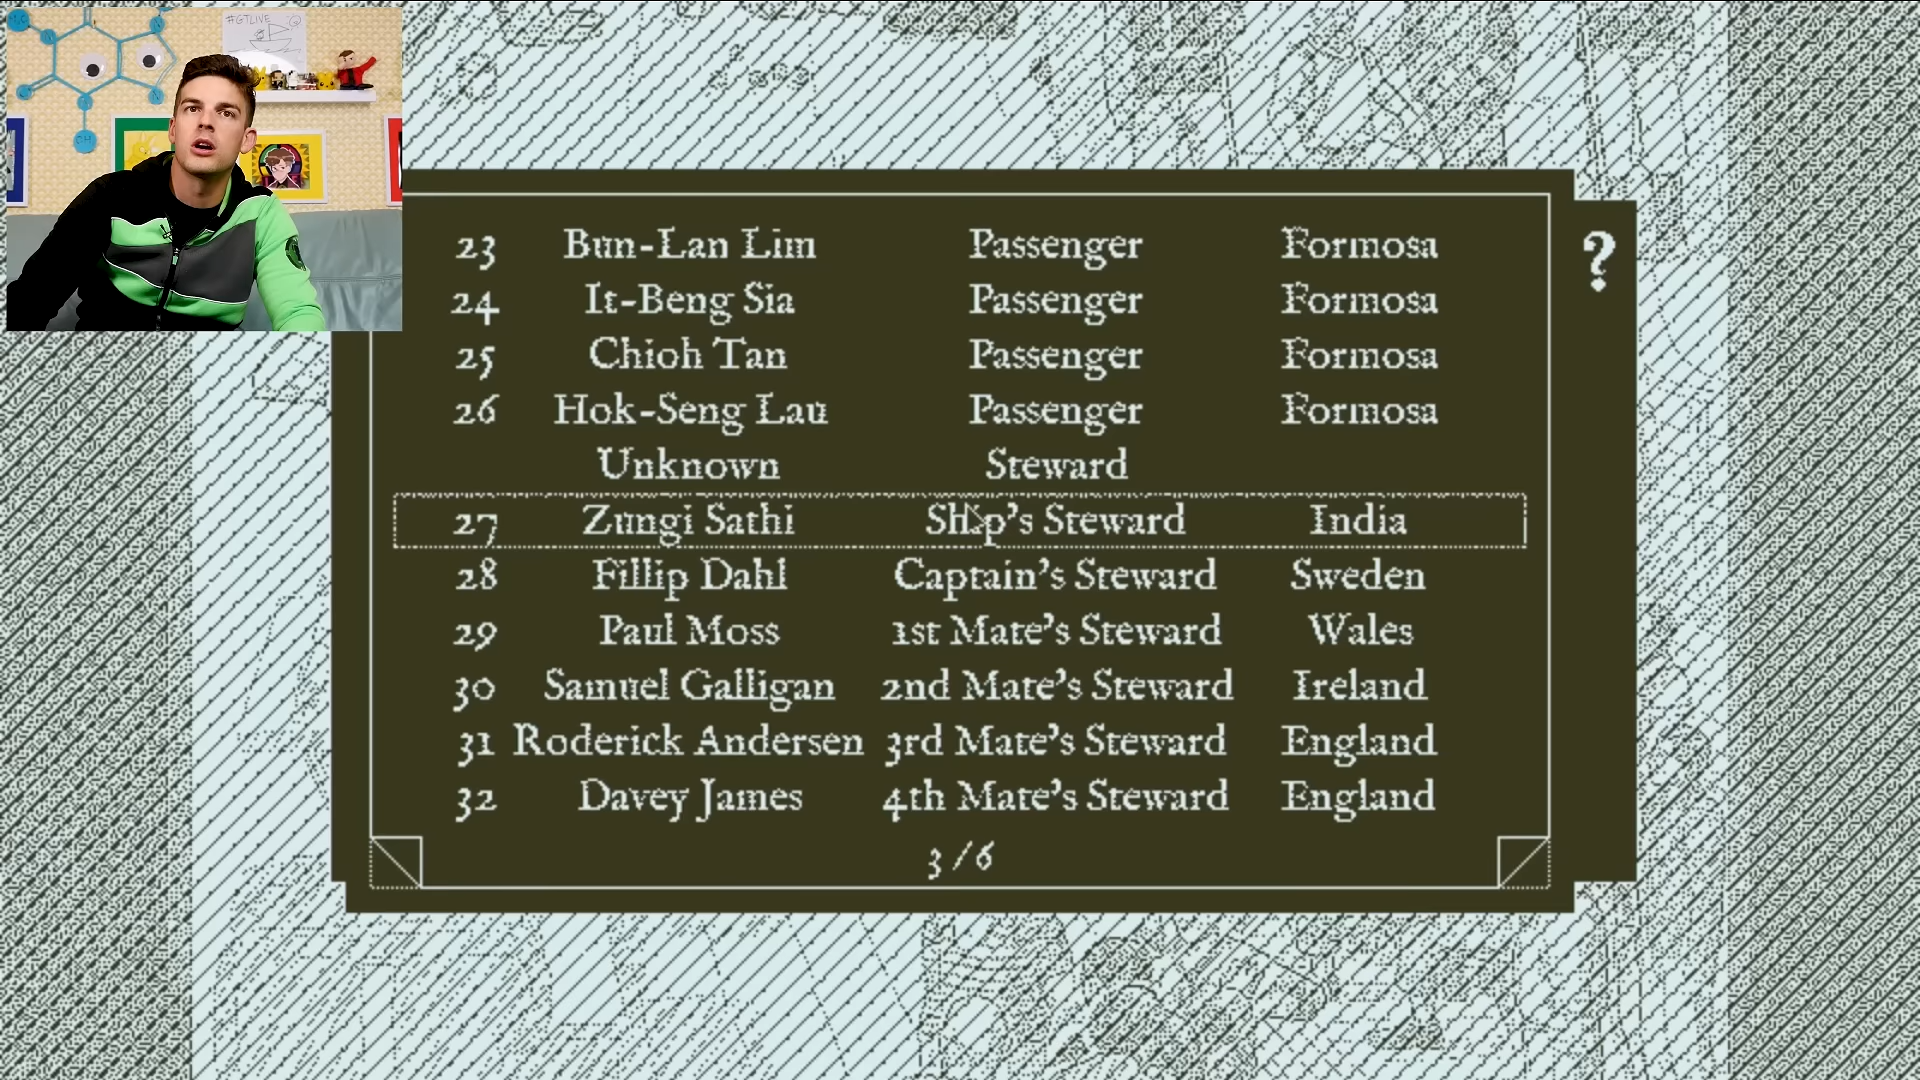 #GTLIVE
N
N
N
OH
23 Bun-Lan Lim Passenger Formosa
?
24 It-Beng Sia Passenger Formosa
25 Chioh Tan Passenger Formosa
26 Hok-Seng Lau Passenger Formosa
Unknown Steward
27 Zungi Sathi Ship's Steward India
28 Fillip Dahl Captain's Steward Sweden
29 Paul Moss 1st Mate's Steward Wales
30 Samuel Galligan 2nd Mate's Steward Ireland
31 Roderick Andersen 3rd Mate's Steward England
32 Davey James 4th Mate's Steward England
3/6